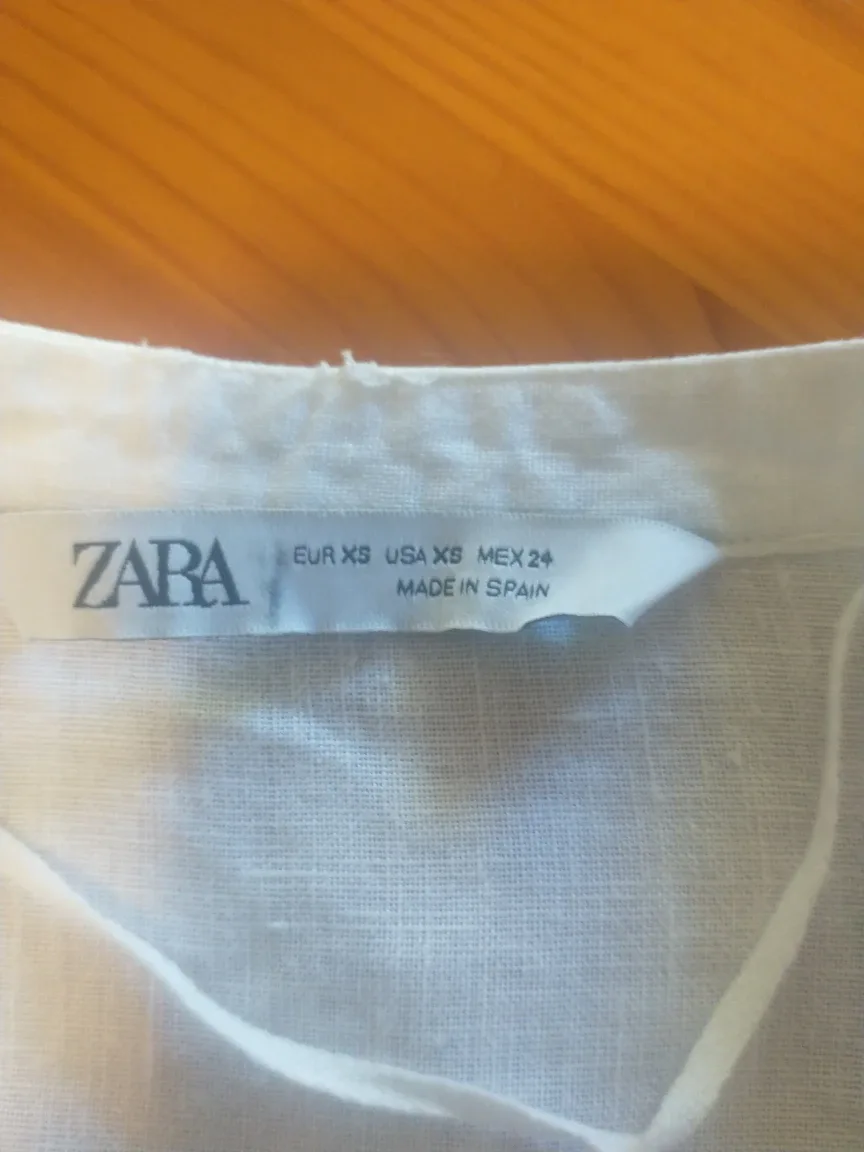 ZARA
EUR XS USA XS MEX 24
MADE IN SPAIN